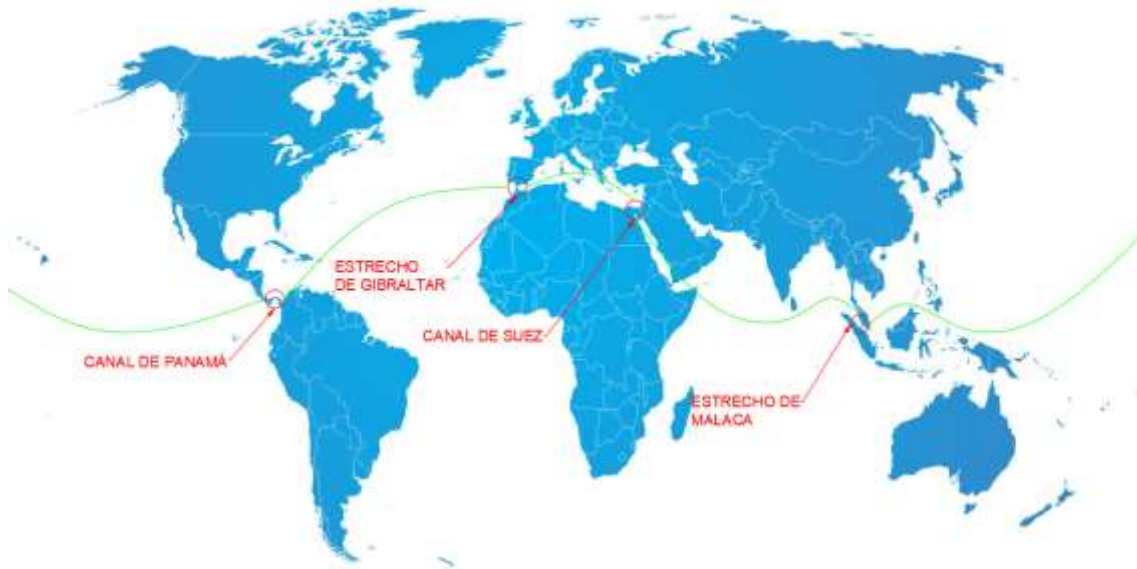 ESTRECHO
DE GIBRALTAR
CANAL DE SUEZ
CANAL DE PANAMÁ
ESTRECHO DE
MALACA